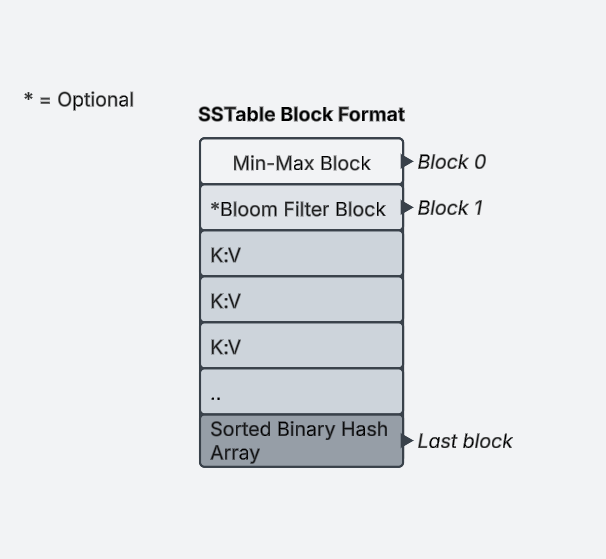 * = Optional
SSTable Block Format
Min-Max Block
Block 0
*Bloom Filter Block
Block 1
K:V
K:V
K:V
..
Sorted Binary Hash
Array
Last block